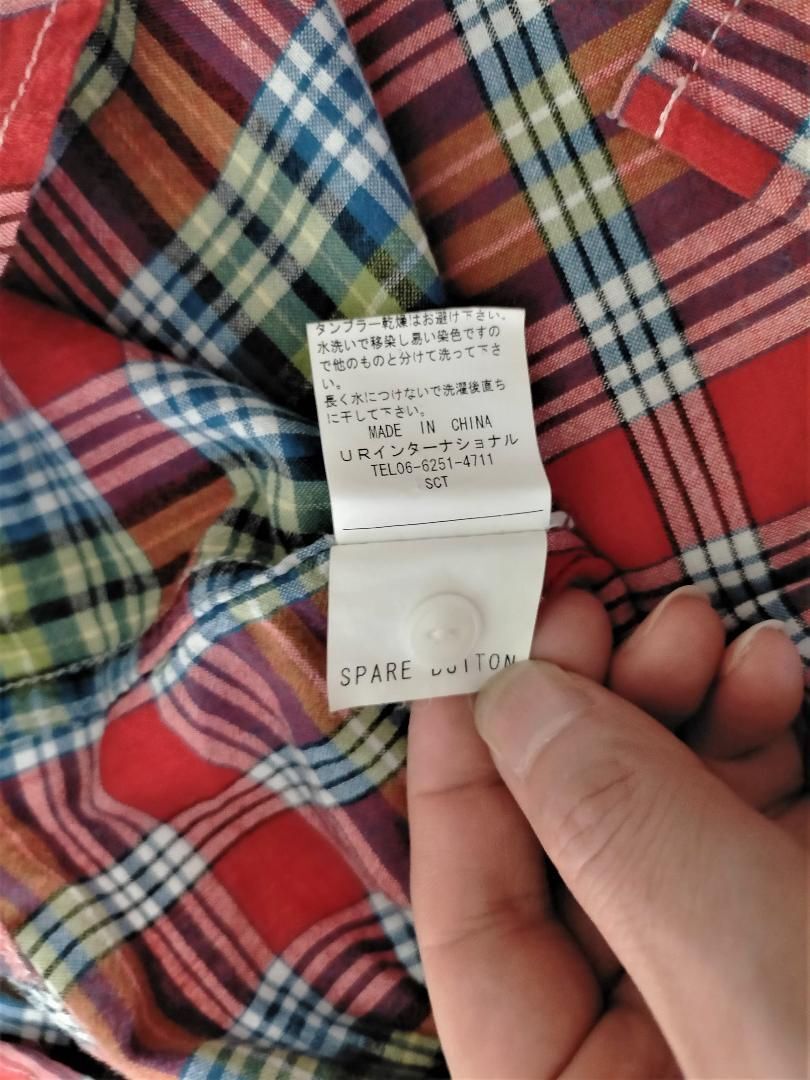 タンブラー乾燥はお避け下さい。
水洗いで移染し易い染色ですの
で他のものと分けて洗って下さ
い。
長く水につけないで洗濯後直ち
に干して下さい。
MADE IN CHINA
URインターナショナル
TEL06-6251-4711
SCT
SPARE BUTTON